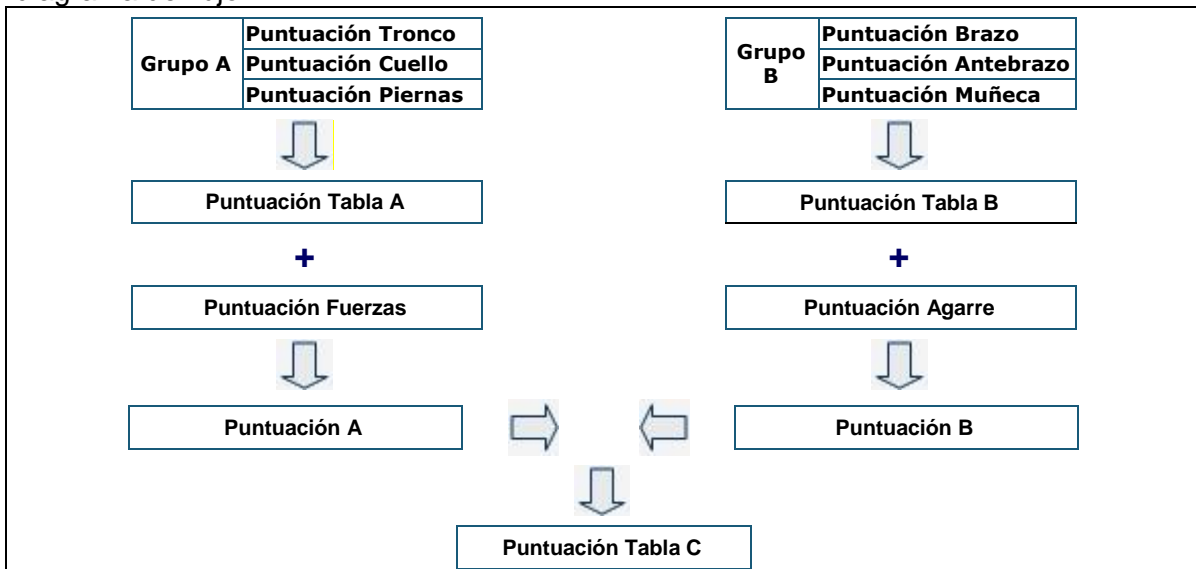 Grupo A
Puntuación Tronco
Puntuación Cuello
Puntuación Piernas
Grupo
B
Puntuación Brazo
Puntuación Antebrazo
Puntuación Muñeca
Puntuación Tabla A
Puntuación Tabla B
+
+
Puntuación Fuerzas
Puntuación Agarre
Puntuación A
Puntuación B
Puntuación Tabla C